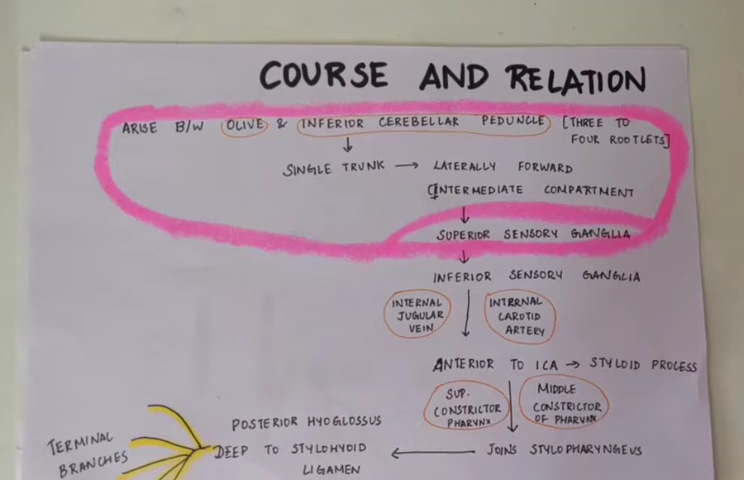 COURSE AND RELATION
ARISE B/W OLIVE & INFERIOR CEREBELLAR PEDUNCLE [THREE TO
FOUR ROOTLETS]
SINGLE TRUNK → LATERALLY FORWARD
(INTERMEDIATE COMPARTMENT
SUPERIOR SENSORY GANGLIA
INFERIOR SENSORY GANGLIA
INTERNAL
JUGULAR
VEIN
INTERNAL
CAROTID
ARTERY
ANTERIOR TO ICA → STYLOID PROCESS
SUP.
CONSTRICTOR
PHARYNX
MIDDLE
CONSTRICTOR
OF PHARYNX
JOINS STYLOPHARYNGEUS
POSTERIOR HYOGLOSSUS
DEEP TO STYLOHYOID
LIGAMEN
TERMINAL
BRANCHES